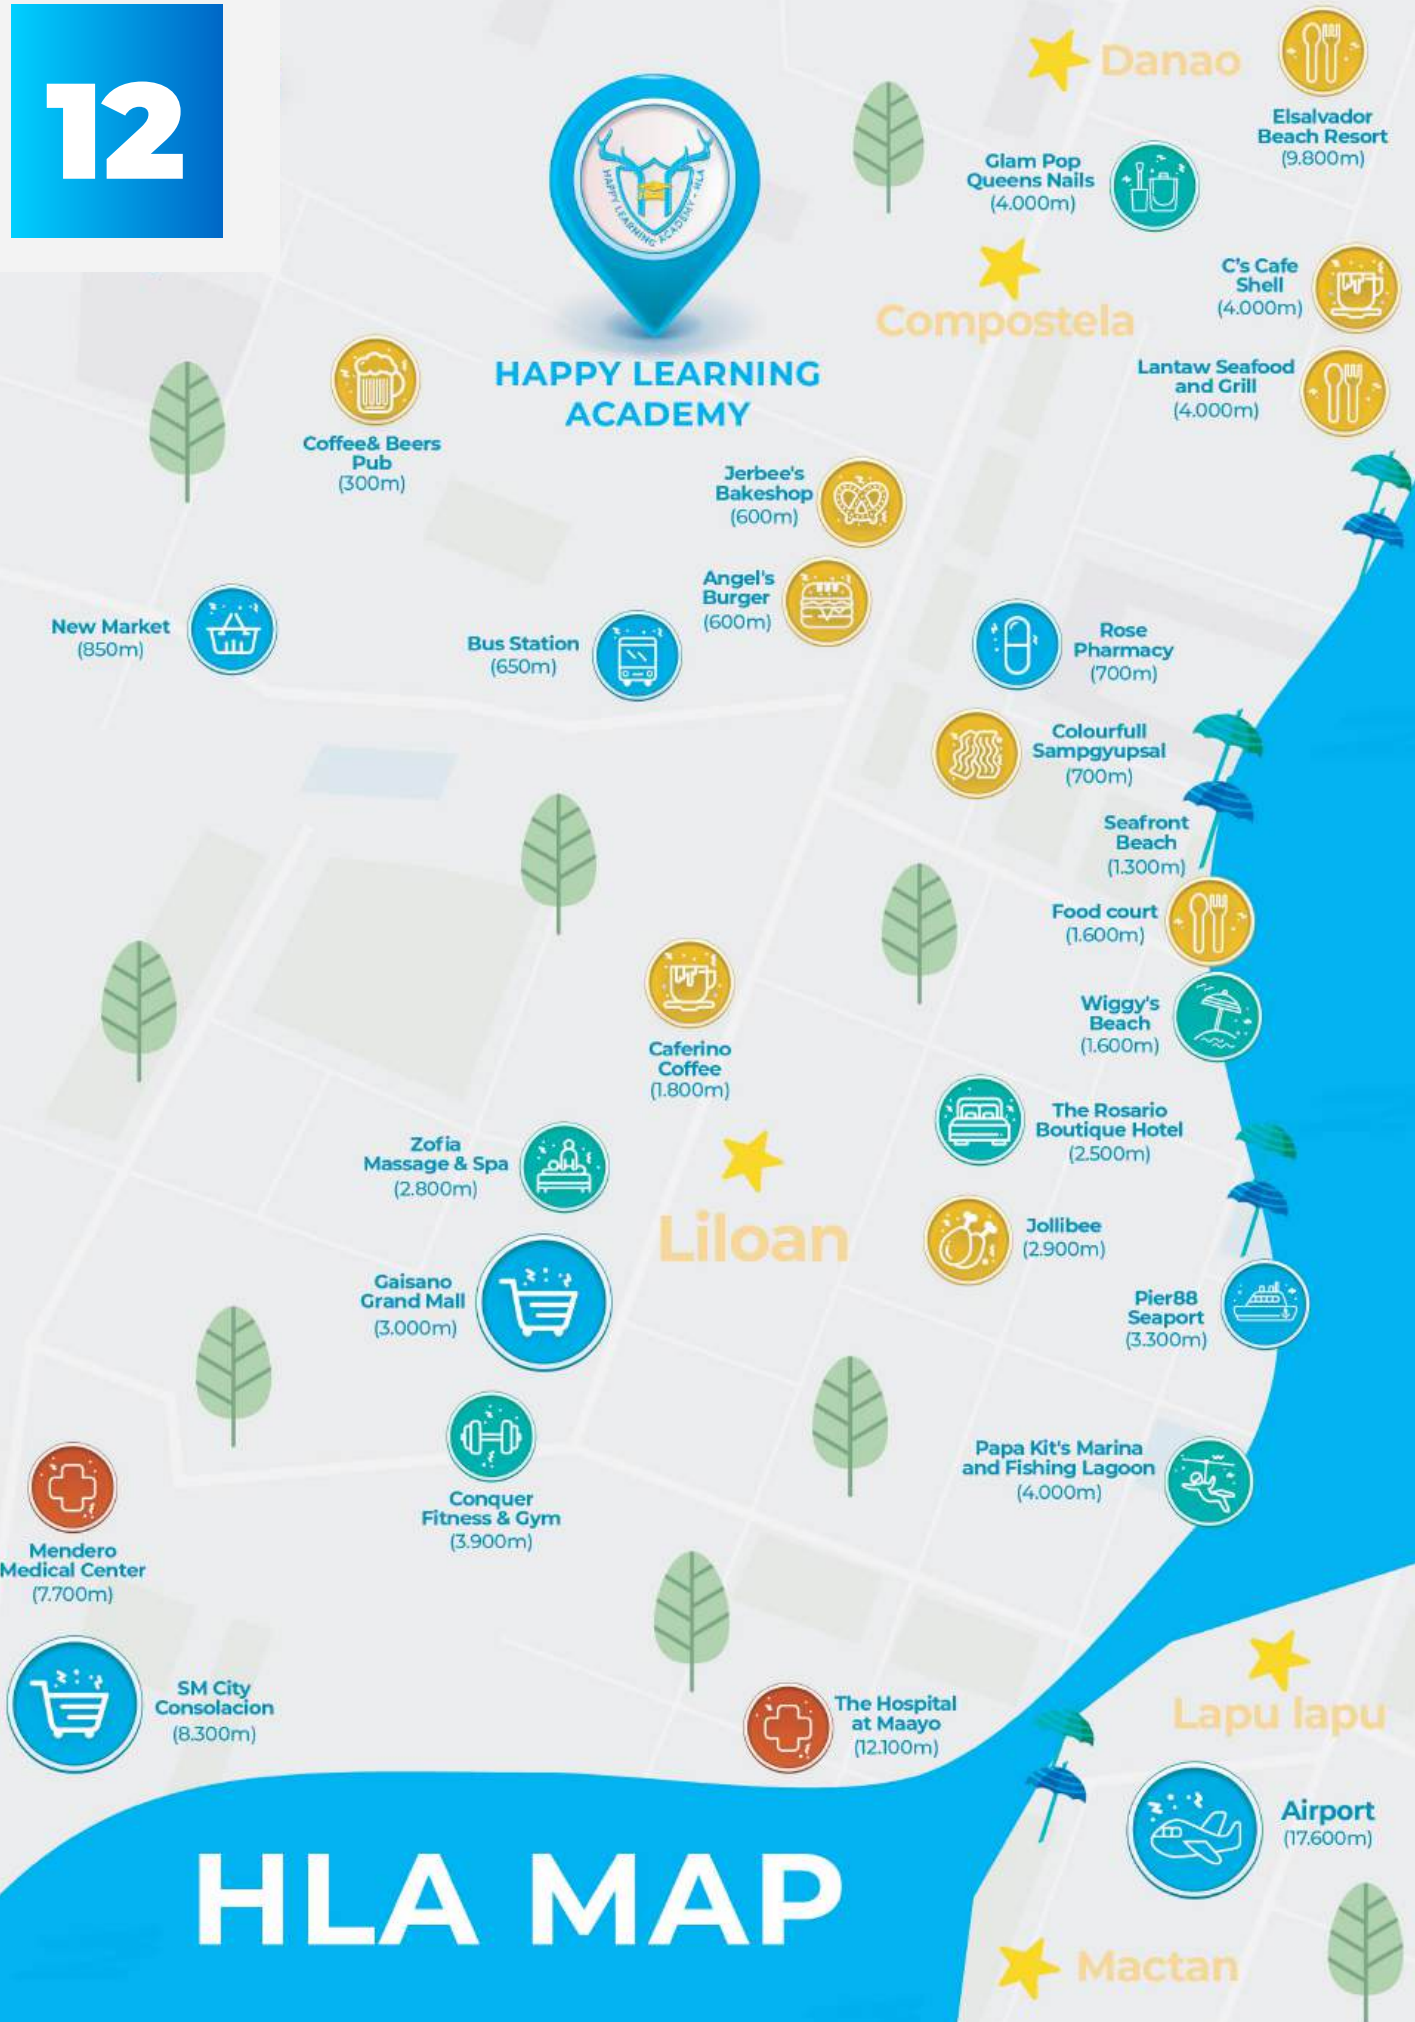 12
Danao
Elsalvador
Beach Resort
(9.800m)
Glam Pop
Queens Nails
(4.000m)
HAPPY LEARNING ACADEMY - HLA
C's Cafe
Shell
(4.000m)
Compostela
HAPPY LEARNING
ACADEMY
Lantaw Seafood
and Grill
(4.000m)
Coffee& Beers
Pub
(300m)
Jerbee's
Bakeshop
(600m)
Angel's
Burger
(600m)
New Market
(850m)
Bus Station
(650m)
Rose
Pharmacy
(700m)
Colourfull
Sampgyupsal
(700m)
Seafront
Beach
(1.300m)
Food court
(1.600m)
Wiggy's
Beach
(1.600m)
Caferino
Coffee
(1.800m)
The Rosario
Boutique Hotel
(2.500m)
Zofia
Massage & Spa
(2.800m)
Liloan
Jollibee
(2.900m)
Gaisano
Grand Mall
(3.000m)
Pier88
Seaport
(3.300m)
Papa Kit's Marina
and Fishing Lagoon
(4.000m)
Conquer
Fitness & Gym
(3.900m)
Mendero
Medical Center
(7.700m)
SM City
Consolacion
(8.300m)
The Hospital
at Maayo
(12.100m)
Lapu lapu
Airport
(17.600m)
HLA MAP
Mactan